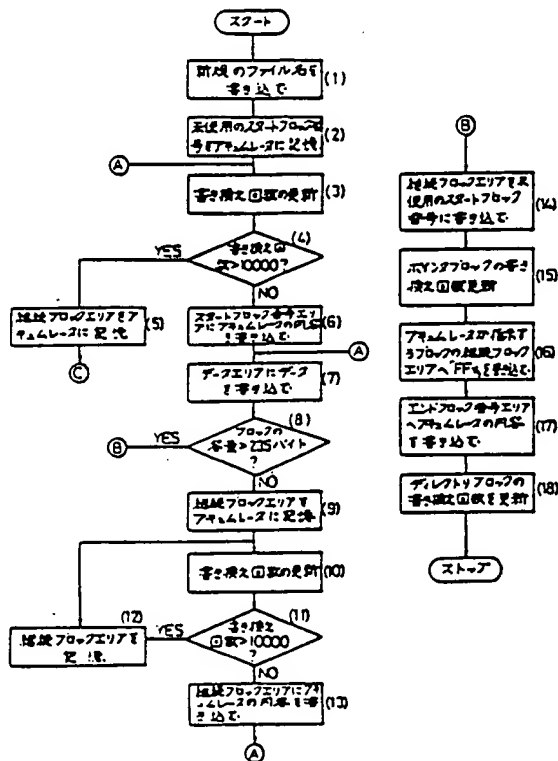 スタート
新規のファイル名を
書き込む
(1)
未使用のスタートブロック番
号をアキュムレータに記憶
(2)
A
書き換え回数の更新
(3)
(4)
書き換え回
数>10000?
YES
NO
継続ブロックエリアをア
キュムレータに記憶
(5)
C
スタートブロック番号エリ
アにアキュムレータの内容
を書き込む
(6)
A
データエリアにデータ
を書き込む
(7)
(8)
ブロックの
容量>235バイト
?
YES
B
NO
継続ブロックエリアを
アキュムレータに記憶
(9)
書き換え回数の更新
(10)
(11)
書き換え
回数>10000
?
YES
(12)
継続ブロックエリアを
記憶
NO
継続ブロックエリアにアキ
ュムレータの内容を書
き込む
(13)
A
B
継続ブロックエリアを未
使用のスタートブロック
番号に書き込む
(14)
ポインタブロックの書き
換え回数更新
(15)
アキュムレータが指示す
るブロックの継続ブロック
エリアへ"FF"を書込む
(16)
エンドブロック番号エリア
へアキュムレータの内容
を書き込む
(17)
ディレクトリブロックの
書き換え回数を更新
(18)
ストップ